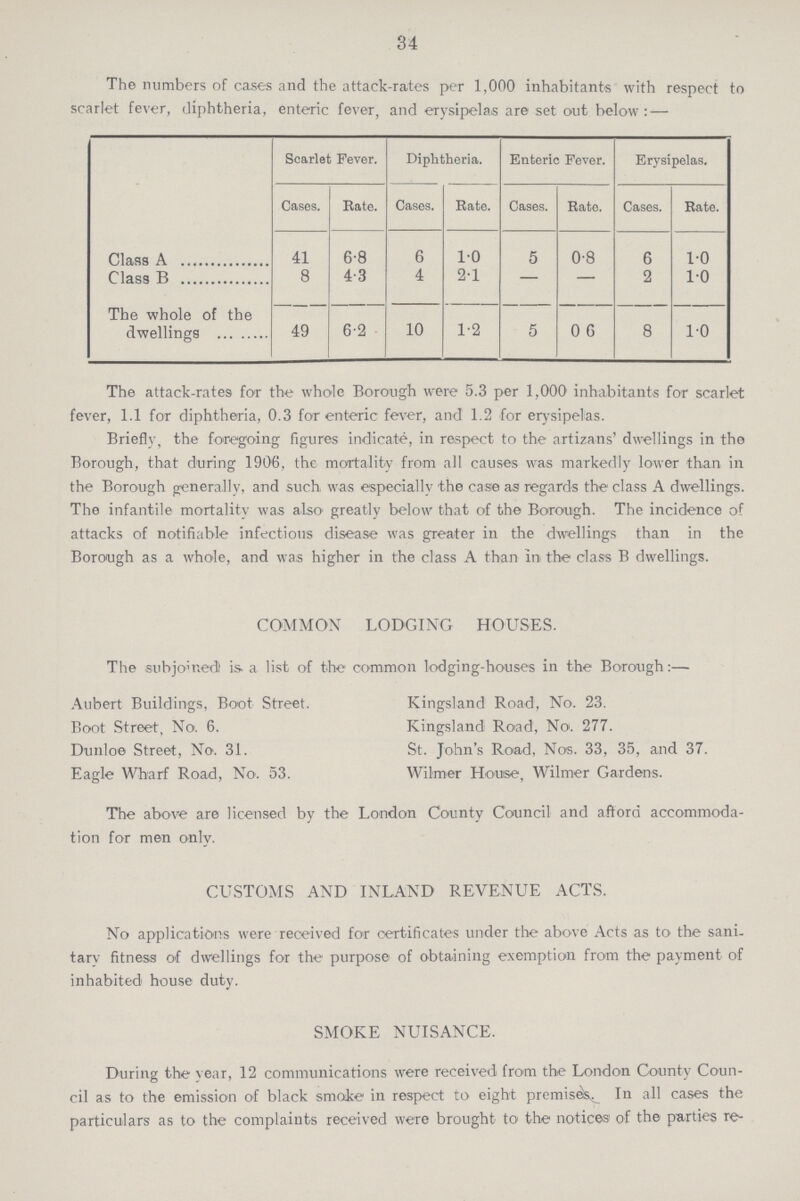 34
The numbers of cases and the attack-rates per 1,000 inhabitants with respect to
scarlet fever, diphtheria, enteric fever, and erysipelas are set out below:—
Scarlet Fever. Diphtheria. Enteric Fever. Erysipelas.
Cases. Rate. Cases. Rate. Cases. Rate. Cases. Rate.
Class A ............... 41 6·8 6 1·0 5 0·8 6 1·0
Class B ............... 8 4·3 4 2·1 — — 2 1·0
The whole of the
dwellings ... ..... 49 6·2 10 1·2 5 0 6 8 1·0
The attack-rates for the whole Borough were 5.3 per 1,000 inhabitants for scarlet
fever, 1.1 for diphtheria, 0.3 for enteric fever, and 1.2 for erysipelas.
Briefly, the foregoing figures indicate, in respect to the artizans' dwellings in the
Borough, that during 1906, the mortality from all causes was markedly lower than in
the Borough generally, and such was especially the case as regards the class A dwellings.
The infantile mortality was also greatly below that of the Borough. The incidence of
attacks of notifiable infectious disease was greater in the dwellings than in the
Borough as a whole, and was higher in the class A than in the class B dwellings.
COMMON LODGING HOUSES.
The subjoined is a list of the common lodging-houses in the Borough:—
Aubert Buildings, Boot Street. Kingsland Road, No. 23.
Boot Street, No. 6. Kingsland Road, No. 277.
Dunloe Street, No. 31. St. John's Road, Nos. 33, 35, and 37.
Eagle Wharf Road, No. 53. Wilmer House, Wilmer Gardens.
The above are licensed by the London County Council and afford accommoda-
tion for men only.
CUSTOMS AND INLAND REVENUE ACTS.
No applications were received for certificates under the above Acts as to the sani-
tary fitness of dwellings for the purpose of obtaining exemption from the payment of
inhabited house duty.
SMOKE NUISANCE.
During the year, 12 communications were received from the London County Coun-
cil as to the emission of black smoke in respect to eight premises. In all cases the
particulars as to the complaints received were brought to the notices of the parties re-